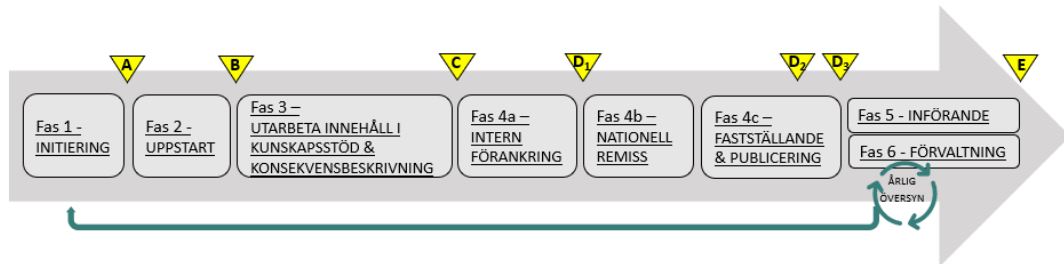 A
B
C
D₁
D₂
D₃
E
Fas 1 -
INITIERING
Fas 2 -
UPPSTART
Fas 3 –
UTARBETA INNEHÅLL I
KUNSKAPSSTÖD &
KONSEKVENSBESKRIVNING
Fas 4a –
INTERN
FÖRANKRING
Fas 4b –
NATIONELL
REMISS
Fas 4c –
FASTSTÄLLANDE
& PUBLICERING
Fas 5 - INFÖRANDE
Fas 6 - FÖRVALTNING
ÅRLIG
ÖVERSYN